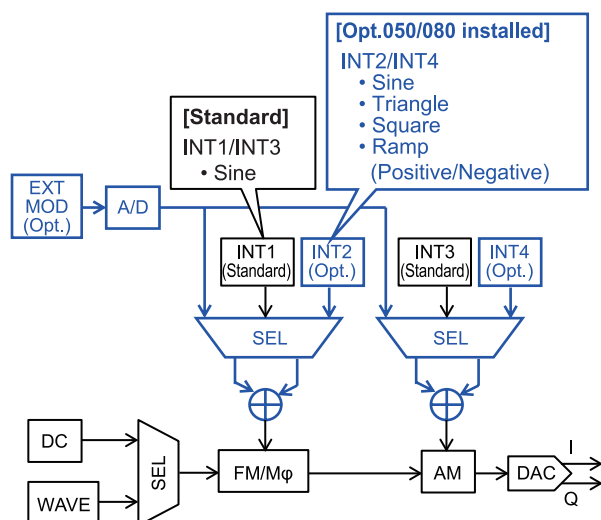 [Opt.050/080 installed]
INT2/INT4
• Sine
• Triangle
• Square
• Ramp
(Positive/Negative)
[Standard]
INT1/INT3
• Sine
EXT
MOD
(Opt.)
A/D
INT1
(Standard)
INT2
(Opt.)
INT3
(Standard)
INT4
(Opt.)
SEL
SEL
DC
WAVE
SEL
FM/Mφ
AM
DAC
I
Q